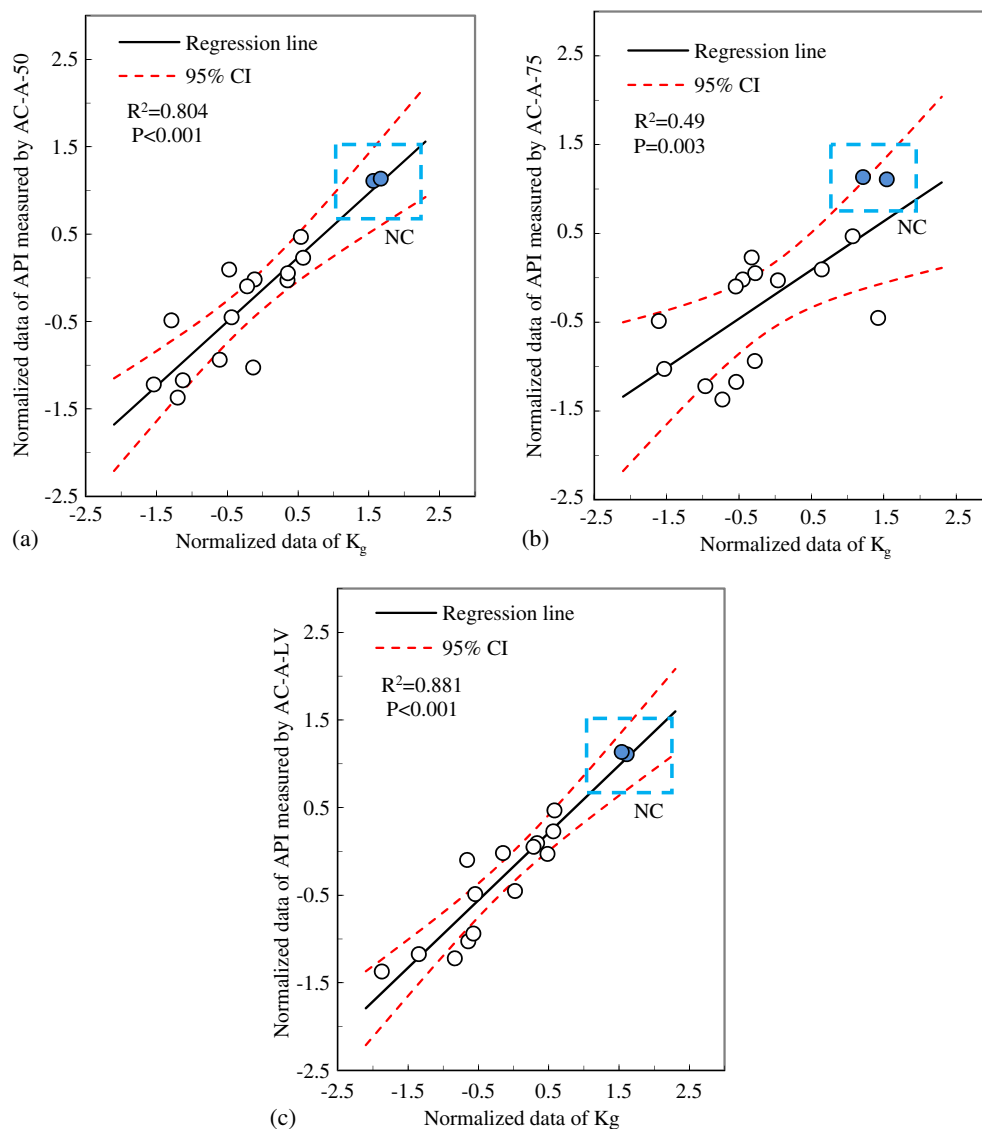 Normalized data of API measured by AC-A-50
2.5
1.5
0.5
-0.5
-1.5
-2.5
Regression line
95% CI
R²=0.804
P<0.001
NC
-2.5 -1.5 -0.5 0.5 1.5 2.5
(a)
Normalized data of Kg
Normalized data of API measured by AC-A-75
2.5
1.5
0.5
-0.5
-1.5
-2.5
Regression line
95% CI
R²=0.49
P=0.003
NC
-2.5 -1.5 -0.5 0.5 1.5 2.5
(b)
Normalized data of Kg
Normalized data of API measured by AC-A-LV
2.5
1.5
0.5
-0.5
-1.5
-2.5
Regression line
95% CI
R²=0.881
P<0.001
NC
-2.5 -1.5 -0.5 0.5 1.5 2.5
(c)
Normalized data of Kg